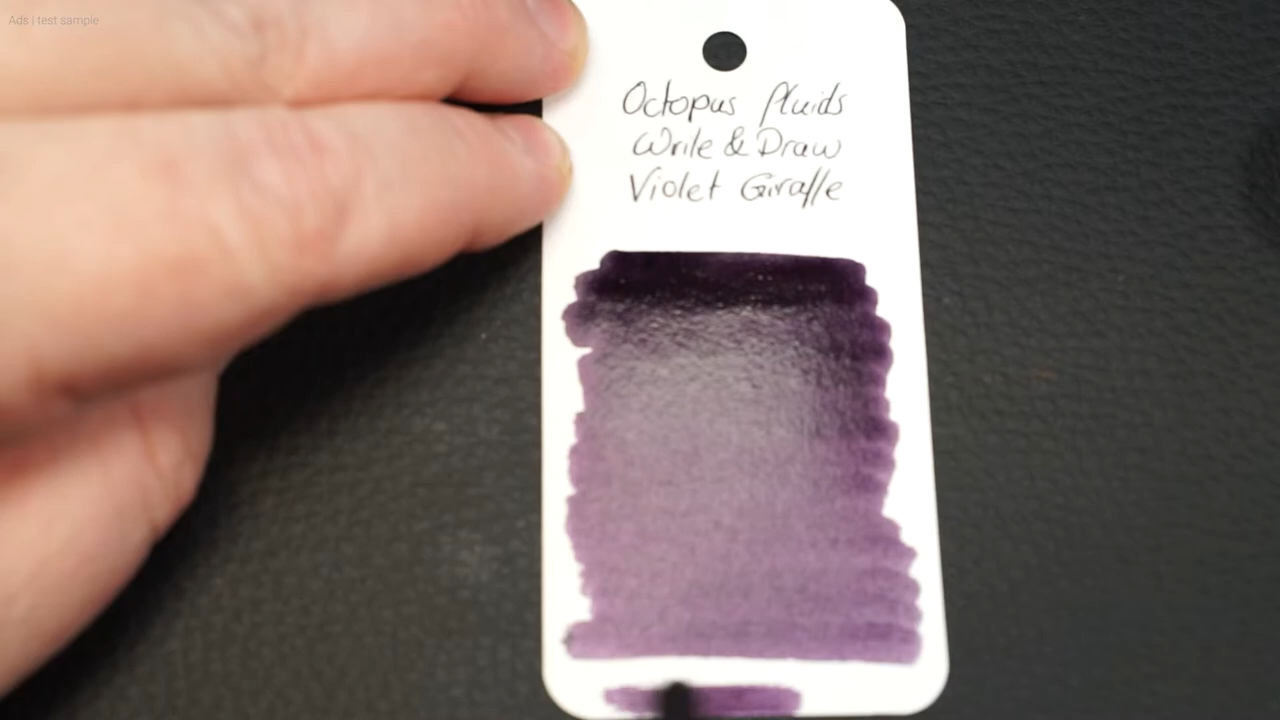 Ads | test sample
Octopus fluids
Write & Draw
Violet Giraffe